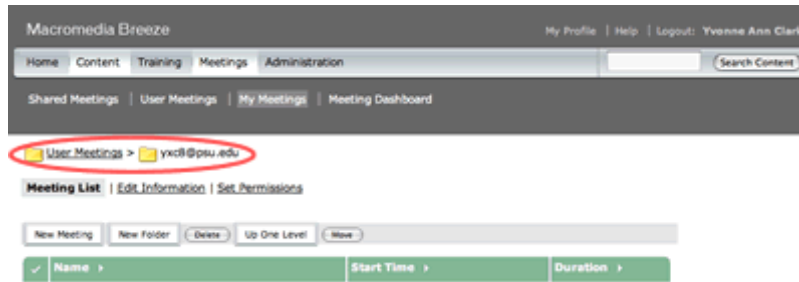 Macromedia Breeze
My Profile | Help | Logout: Yvonne Ann Clark
Home Content Training Meetings Administration Search Content
Shared Meetings | User Meetings | My Meetings | Meeting Dashboard
User Meetings > yxc8@psu.edu
Meeting List | Edit Information | Set Permissions
New Meeting New Folder Delete Up One Level Move
Name › Start Time › Duration ›